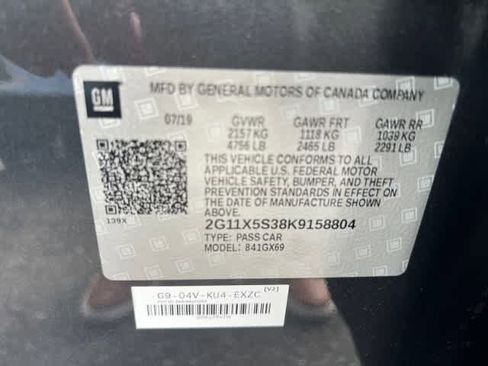 GM
MFD BY GENERAL MOTORS OF CANADA COMPANY
07/19 GVWR GAWR FRT GAWR RR
2157 KG 1118 KG 1039 KG
4756 LB 2465 LB 2291 LB
THIS VEHICLE CONFORMS TO ALL
APPLICABLE U.S. FEDERAL MOTOR
VEHICLE SAFETY, BUMPER, AND THEFT
PREVENTION STANDARDS IN EFFECT ON
THE DATE OF MANUFACTURE SHOWN ABOVE.
139X 2G11X5S38K9158804
TYPE: PASS CAR
MODEL: 841GX69
G9-04V-KU4-EXZC [V2]